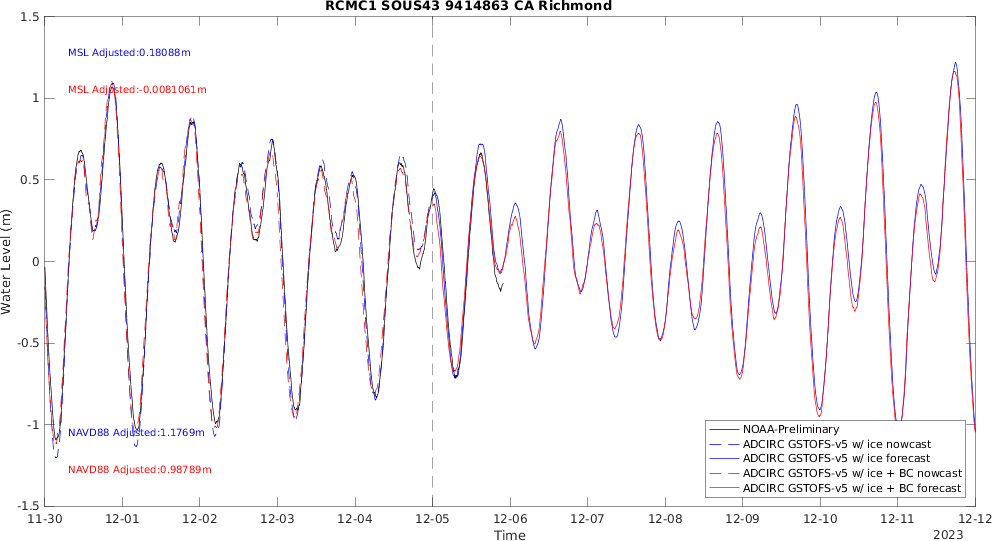 RCMC1 SOUS43 9414863 CA Richmond
1.5
1
0.5
0
-0.5
-1
-1.5
Water Level (m)
MSL Adjusted:0.18088m
MSL Adjusted:-0.0081061m
NAVD88 Adjusted:1.1769m
NAVD88 Adjusted:0.98789m
NOAA-Preliminary
ADCIRC GSTOFS-v5 w/ ice nowcast
ADCIRC GSTOFS-v5 w/ ice forecast
ADCIRC GSTOFS-v5 w/ ice + BC nowcast
ADCIRC GSTOFS-v5 w/ ice + BC forecast
11-30 12-01 12-02 12-03 12-04 12-05 12-06 12-07 12-08 12-09 12-10 12-11 12-12
Time
2023